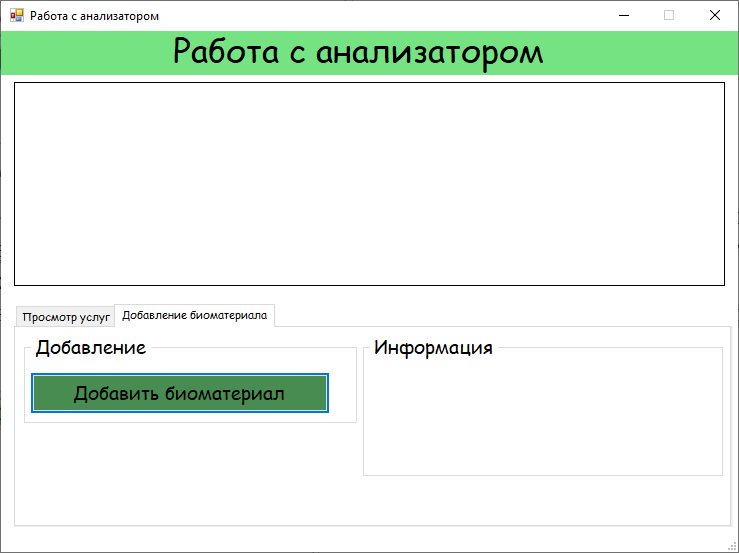 Работа с анализатором
Работа с анализатором
Просмотр услуг
Добавление биоматериала
Добавление
Информация
Добавить биоматериал